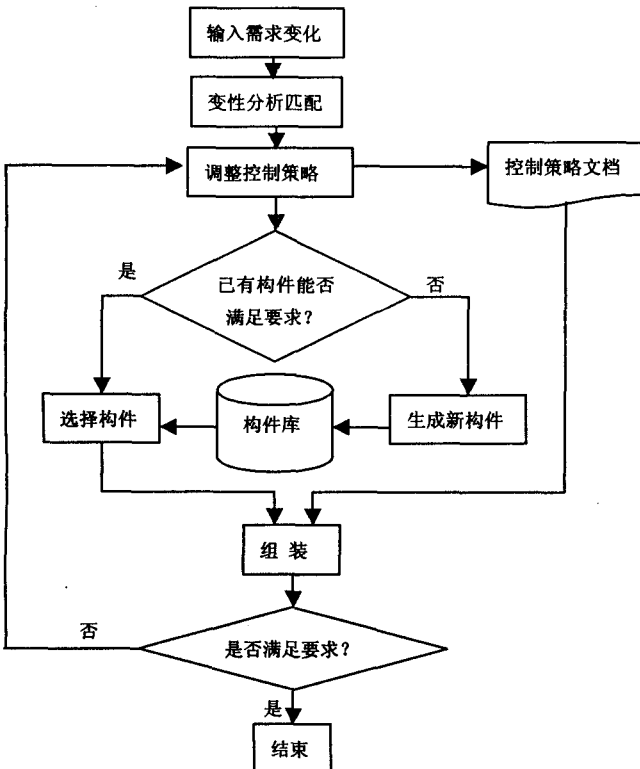 输入需求变化
变性分析匹配
调整控制策略
控制策略文档
是
已有构件能否
满足要求？
否
选择构件
构件库
生成新构件
组 装
否
是否满足要求？
是
结束